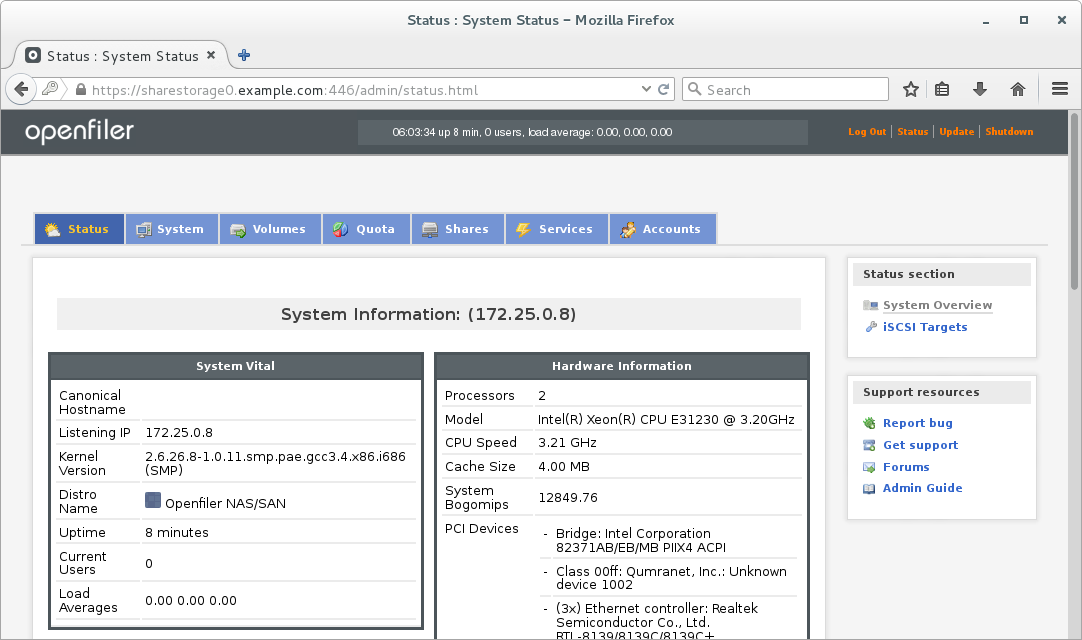 Status : System Status – Mozilla Firefox
Status : System Status
https://sharestorage0.example.com:446/admin/status.html
Search
openfiler
06:03:34 up 8 min, 0 users, load average: 0.00, 0.00, 0.00
Log Out | Status | Update | Shutdown
Status
System
Volumes
Quota
Shares
Services
Accounts
System Information: (172.25.0.8)
System Vital
Canonical
Hostname
Listening IP 172.25.0.8
Kernel
Version
2.6.26.8-1.0.11.smp.pae.gcc3.4.x86.i686
(SMP)
Distro
Name
Openfiler NAS/SAN
Uptime 8 minutes
Current
Users
0
Load
Averages
0.00 0.00 0.00
Hardware Information
Processors 2
Model Intel(R) Xeon(R) CPU E31230 @ 3.20GHz
CPU Speed 3.21 GHz
Cache Size 4.00 MB
System
Bogomips
12849.76
PCI Devices
- Bridge: Intel Corporation
82371AB/EB/MB PIIX4 ACPI
- Class 00ff: Qumranet, Inc.: Unknown
device 1002
- (3x) Ethernet controller: Realtek
Semiconductor Co., Ltd.
RTL-8139/8139C/8139C+
Status section
System Overview
iSCSI Targets
Support resources
Report bug
Get support
Forums
Admin Guide